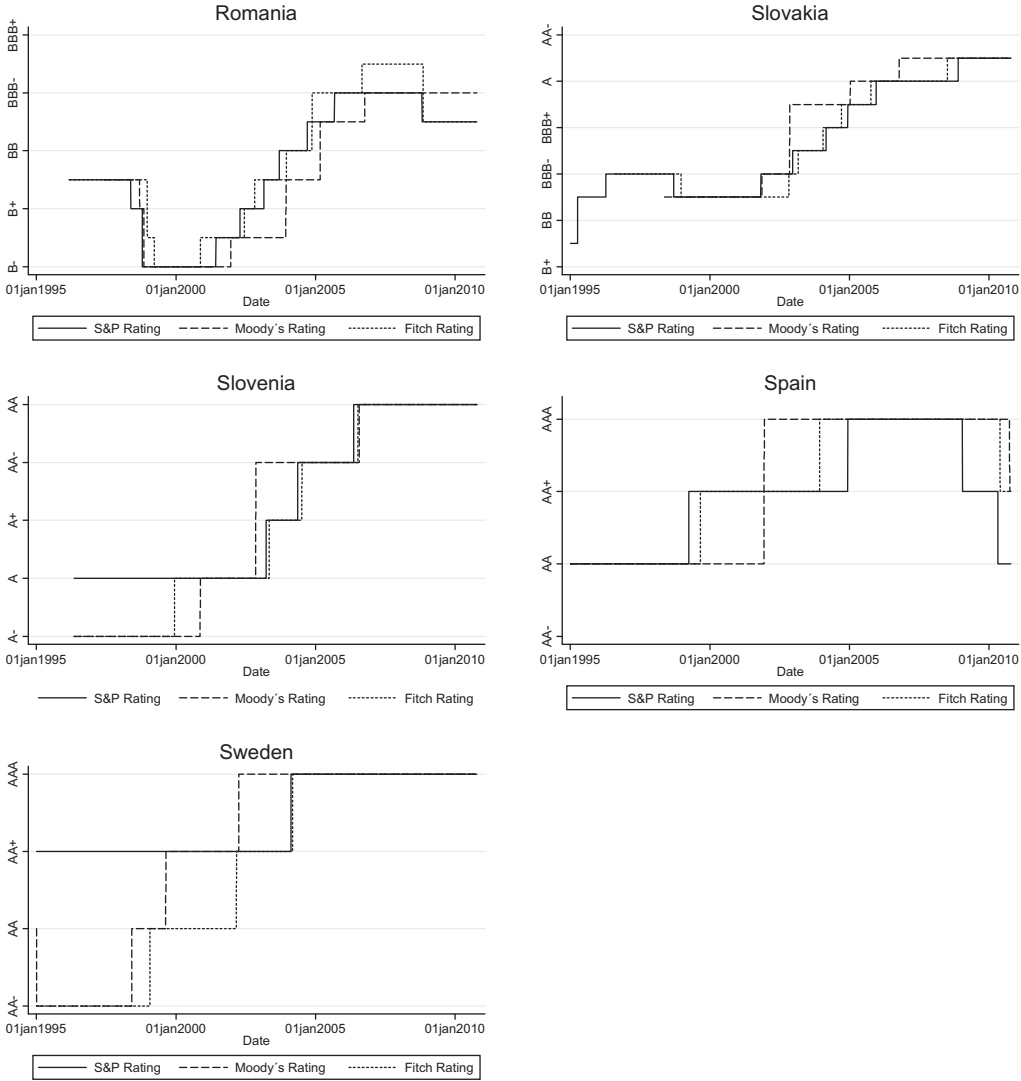 Romania
BBB+
BBB-
BB
B+
B-
01jan1995 01jan2000 01jan2005 01jan2010
Date
S&P Rating Moody´s Rating Fitch Rating
Slovakia
AA-
A
BBB+
BBB-
BB
B+
01jan1995 01jan2000 01jan2005 01jan2010
Date
S&P Rating Moody´s Rating Fitch Rating
Slovenia
AA
AA-
A+
A
A-
01jan1995 01jan2000 01jan2005 01jan2010
Date
S&P Rating Moody´s Rating Fitch Rating
Spain
AAA
AA+
AA
AA-
01jan1995 01jan2000 01jan2005 01jan2010
Date
S&P Rating Moody´s Rating Fitch Rating
Sweden
AAA
AA+
AA
AA-
01jan1995 01jan2000 01jan2005 01jan2010
Date
S&P Rating Moody´s Rating Fitch Rating